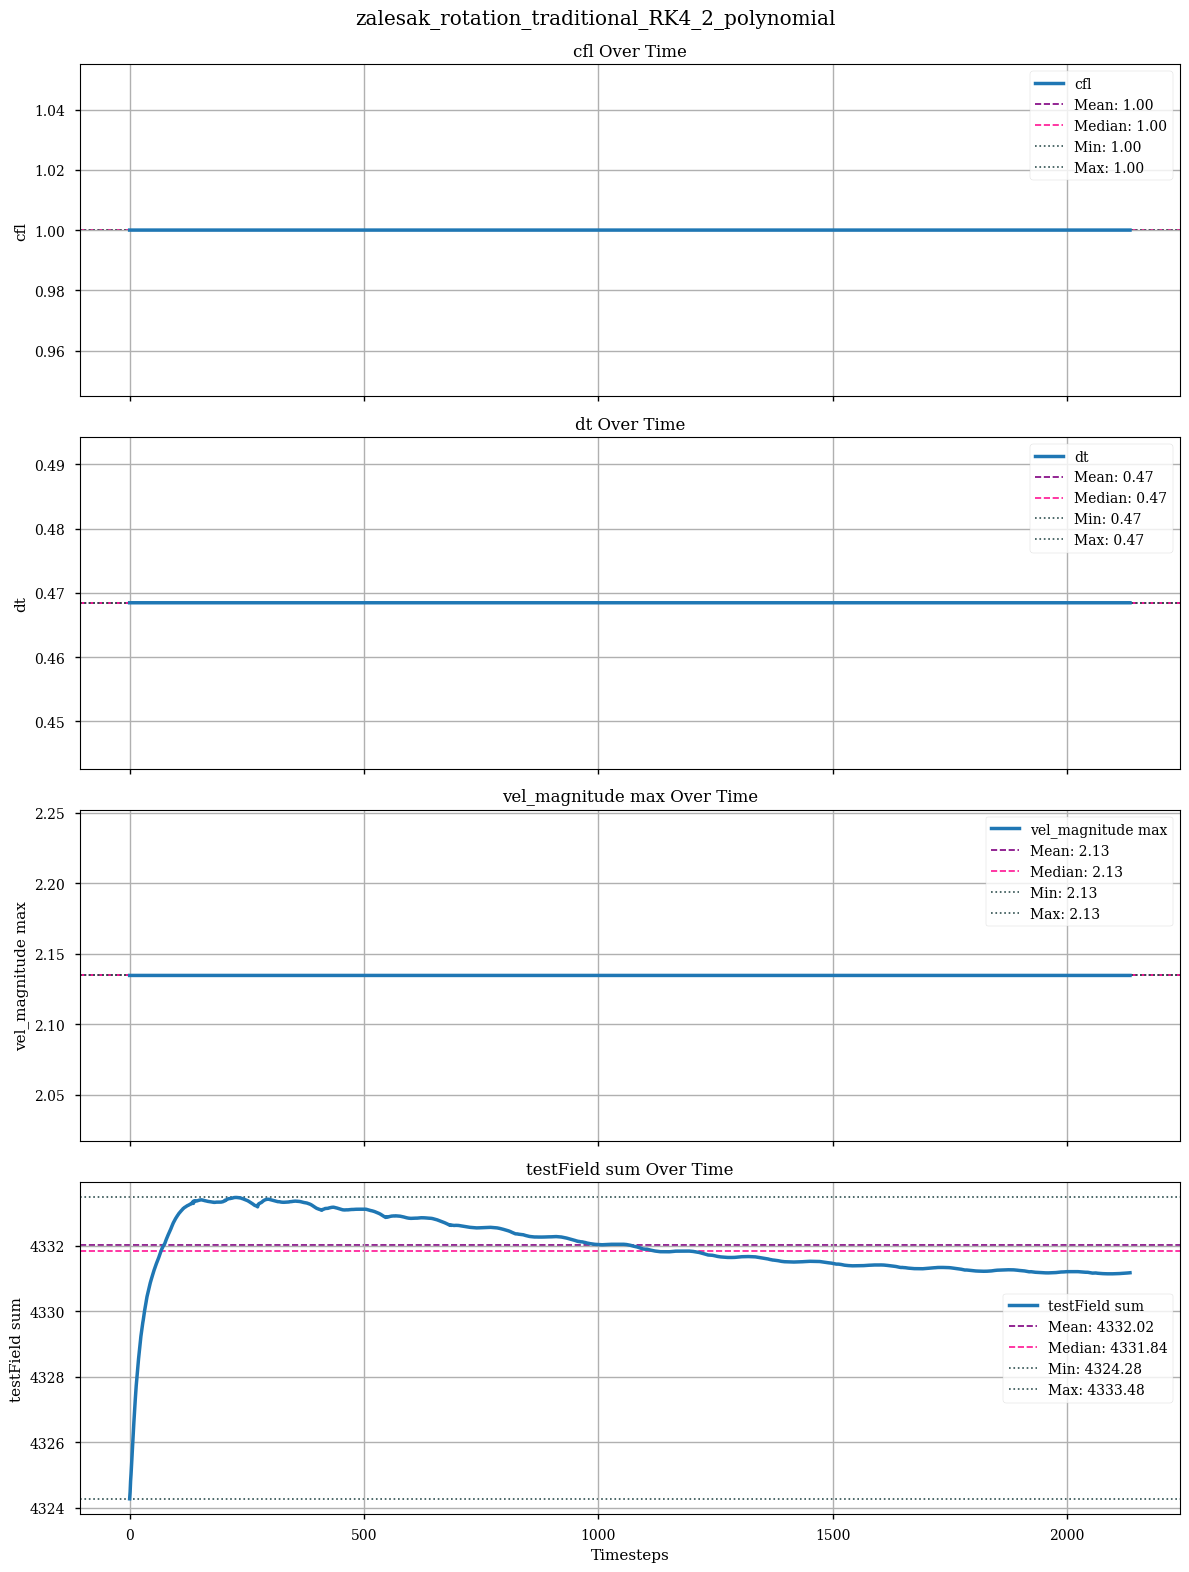 zalesak_rotation_traditional_RK4_2_polynomial
cfl Over Time
cfl
1.04
1.02
1.00
0.98
0.96
cfl
Mean: 1.00
Median: 1.00
Min: 1.00
Max: 1.00
dt Over Time
dt
0.49
0.48
0.47
0.46
0.45
dt
Mean: 0.47
Median: 0.47
Min: 0.47
Max: 0.47
vel_magnitude max Over Time
vel_magnitude max
2.25
2.20
2.15
2.10
2.05
vel_magnitude max
Mean: 2.13
Median: 2.13
Min: 2.13
Max: 2.13
testField sum Over Time
testField sum
4332
4330
4328
4326
4324
testField sum
Mean: 4332.02
Median: 4331.84
Min: 4324.28
Max: 4333.48
0 500 1000 1500 2000
Timesteps